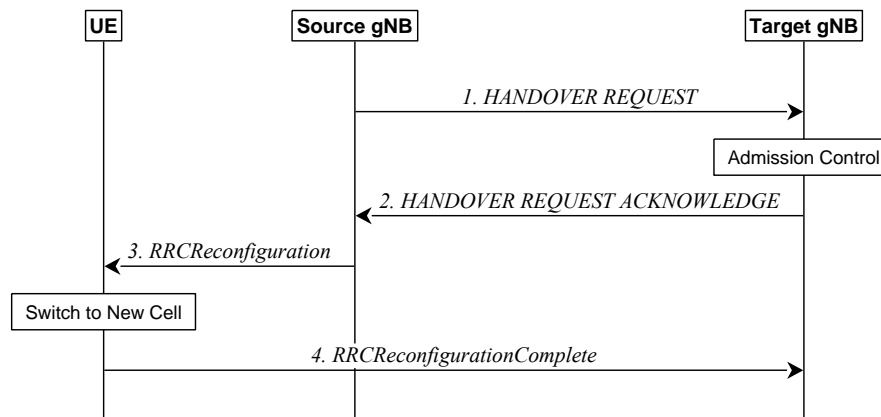 UE
Source gNB
Target gNB
1. HANDOVER REQUEST
Admission Control
2. HANDOVER REQUEST ACKNOWLEDGE
3. RRCReconfiguration
Switch to New Cell
4. RRCReconfigurationComplete